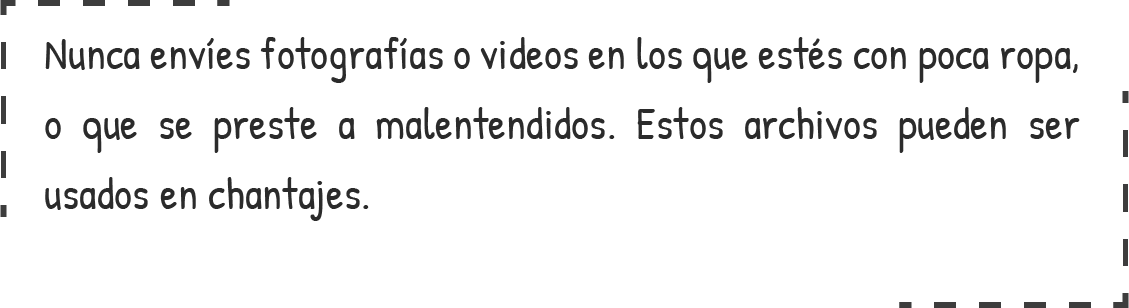 Nunca envíes fotografías o videos en los que estés con poca ropa,
o que se preste a malentendidos. Estos archivos pueden ser
usados en chantajes.